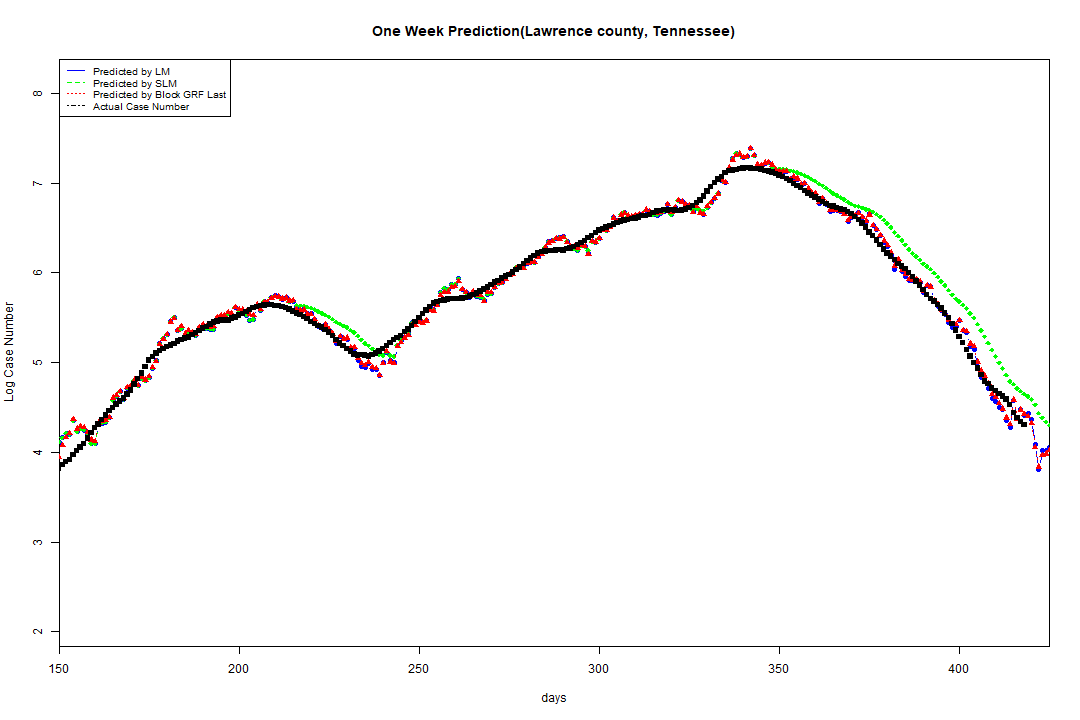 One Week Prediction(Lawrence county, Tennessee)
Predicted by LM
Predicted by SLM
Predicted by Block GRF Last
Actual Case Number
8
7
6
5
4
3
2
Log Case Number
150 200 250 300 350 400
days